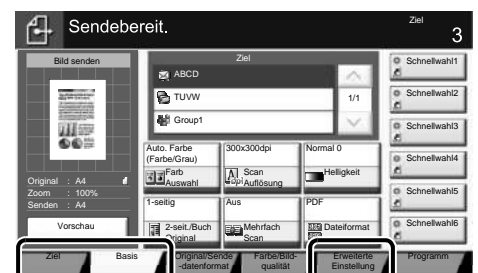 Sendebereit.
Ziel
3
Bild senden
Original : A4
Zoom : 100%
Senden : A4
Vorschau
Ziel
ABCD
TUVW
Group1
1/1
Auto. Farbe
(Farbe/Grau)
Farb
Auswahl
300x300dpi
Scan
Auflösung
Normal 0
Helligkeit
1-seitig
2-seit./Buch
Original
Aus
Mehrfach
Scan
PDF
Dateiformat
Schnellwahl1
Schnellwahl2
Schnellwahl3
Schnellwahl4
Schnellwahl5
Schnellwahl6
Ziel
Basis
Original/Sende
-datenformat
Farbe/Bild-
qualität
Erweiterte
Einstellung
Programm